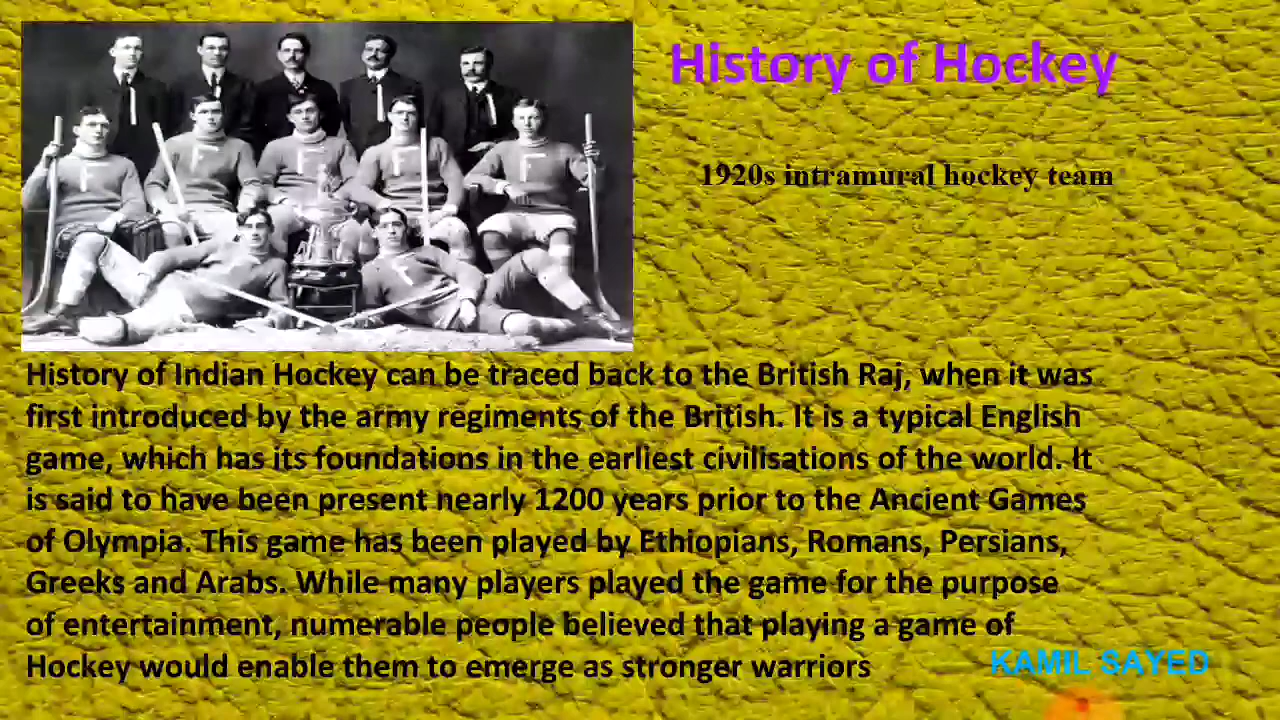 History of Hockey
1920s intramural hockey team
F F F F F
History of Indian Hockey can be traced back to the British Raj, when it was
first introduced by the army regiments of the British. It is a typical English
game, which has its foundations in the earliest civilisations of the world. It
is said to have been present nearly 1200 years prior to the Ancient Games
of Olympia. This game has been played by Ethiopians, Romans, Persians,
Greeks and Arabs. While many players played the game for the purpose
of entertainment, numerable people believed that playing a game of
Hockey would enable them to emerge as stronger warriors
KAMIL SAYED